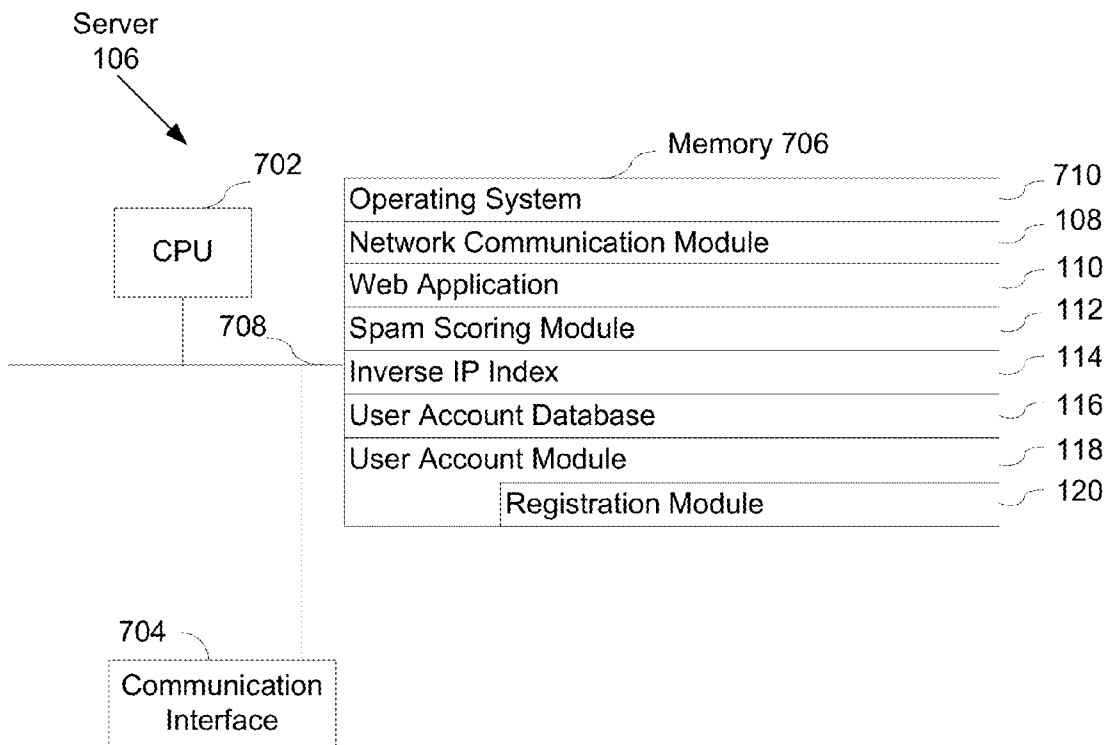 Server
106
702
CPU
708
Memory 706
Operating System 710
Network Communication Module 108
Web Application 110
Spam Scoring Module 112
Inverse IP Index 114
User Account Database 116
User Account Module 118
Registration Module 120
704
Communication
Interface